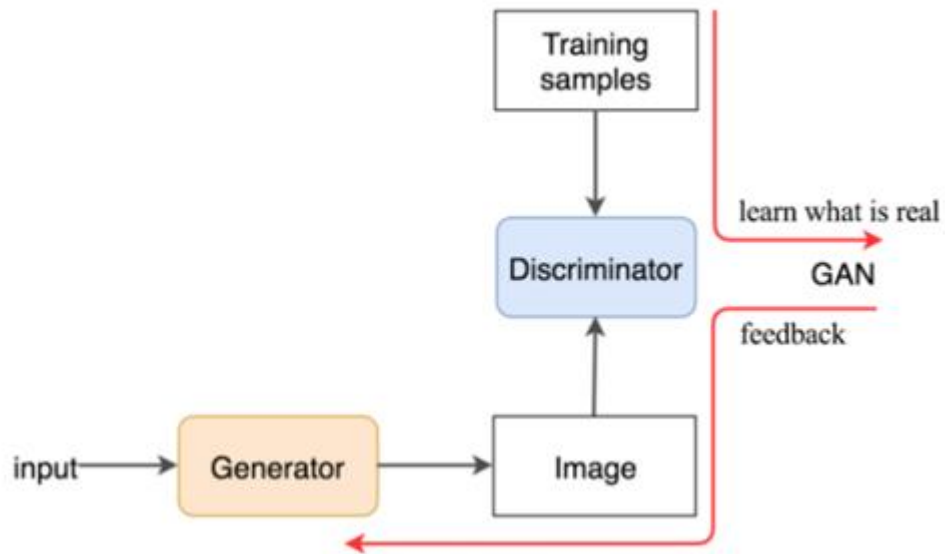 Training
samples
learn what is real
Discriminator
GAN
feedback
input
Generator
Image